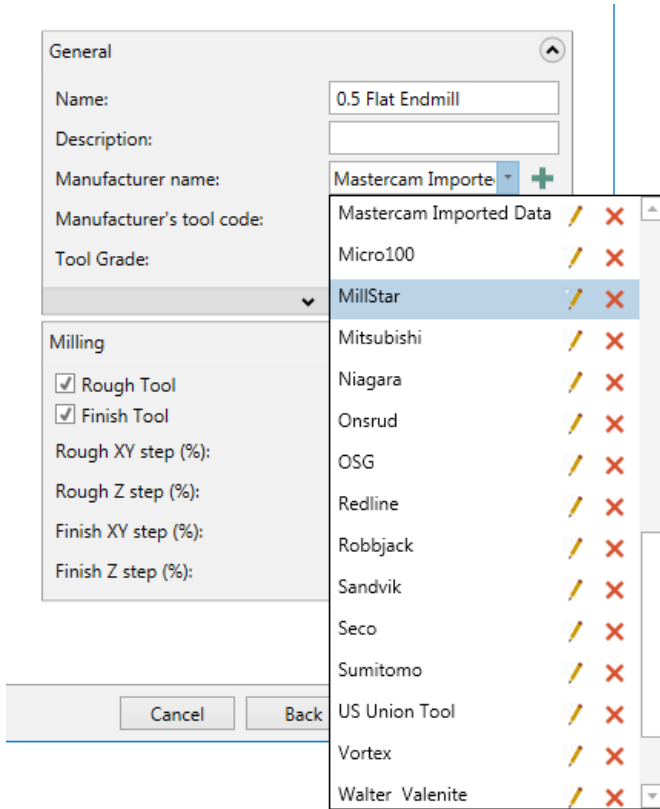 General
Name:
0.5 Flat Endmill
Description:
Manufacturer name:
Mastercam Importe
Manufacturer's tool code:
Tool Grade:
Mastercam Imported Data
Micro100
MillStar
Mitsubishi
Niagara
Onsrud
OSG
Redline
Robbjack
Sandvik
Seco
Sumitomo
US Union Tool
Vortex
Walter Valenite
Milling
Rough Tool
Finish Tool
Rough XY step (%):
Rough Z step (%):
Finish XY step (%):
Finish Z step (%):
Cancel
Back